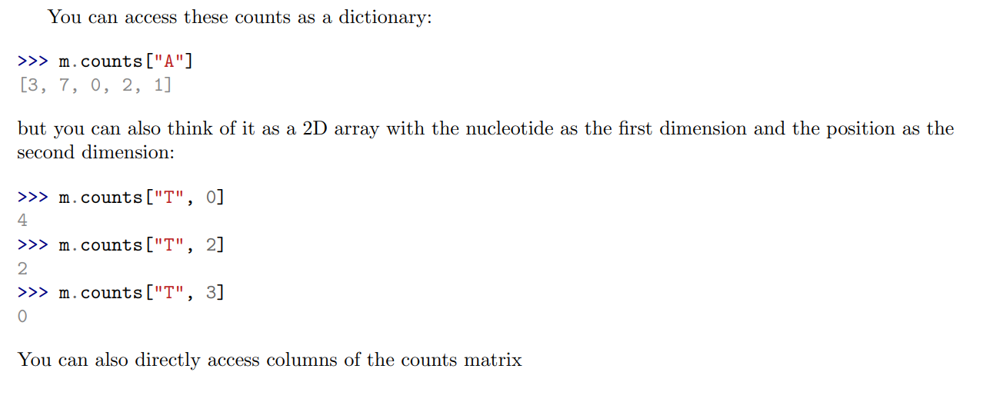 You can access these counts as a dictionary:
>>> m.counts["A"]
[3, 7, 0, 2, 1]
but you can also think of it as a 2D array with the nucleotide as the first dimension and the position as the
second dimension:
>>> m.counts["T", 0]
4
>>> m.counts["T", 2]
2
>>> m.counts["T", 3]
0
You can also directly access columns of the counts matrix